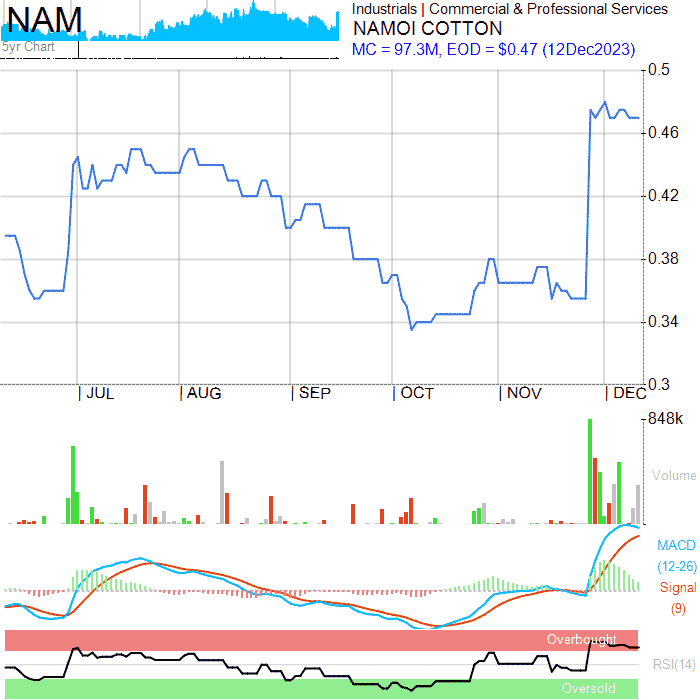 NAM
5yr Chart
Industrials | Commercial & Professional Services
NAMOI COTTON
MC = 97.3M, EOD = $0.47 (12Dec2023)
0.5
0.46
0.42
0.38
0.34
0.3
| JUL | AUG | SEP | OCT | NOV | DEC
848k
Volume
MACD
(12-26)
Signal
(9)
Overbought
RSI(14)
Oversold